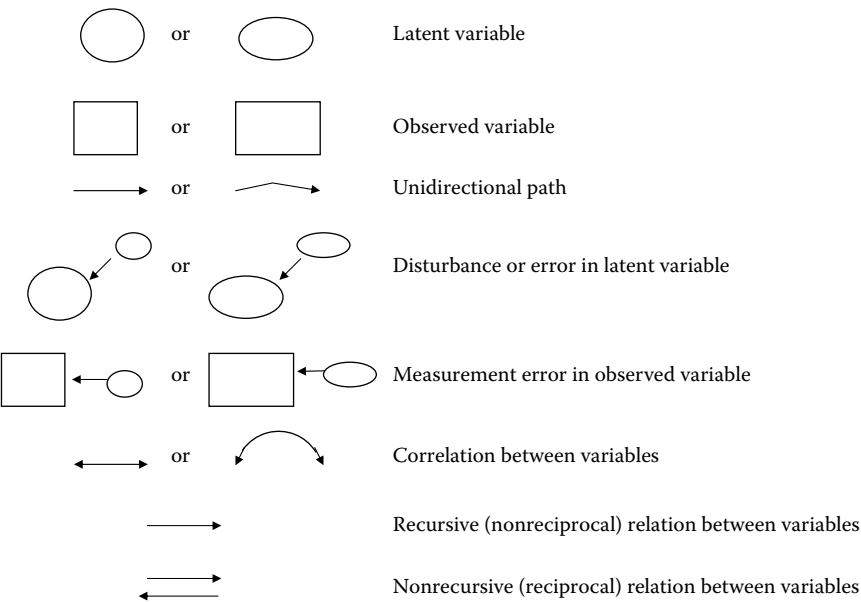 or Latent variable
or Observed variable
or Unidirectional path
or Disturbance or error in latent variable
or Measurement error in observed variable
or Correlation between variables
Recursive (nonreciprocal) relation between variables
Nonrecursive (reciprocal) relation between variables